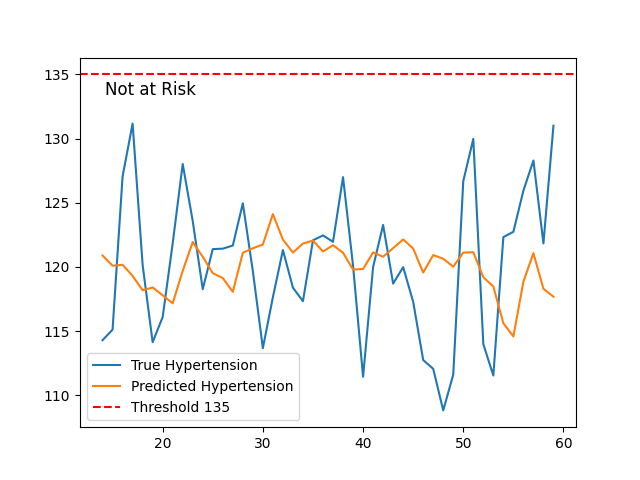 135
130
125
120
115
110
Not at Risk
True Hypertension
Predicted Hypertension
Threshold 135
20
30
40
50
60